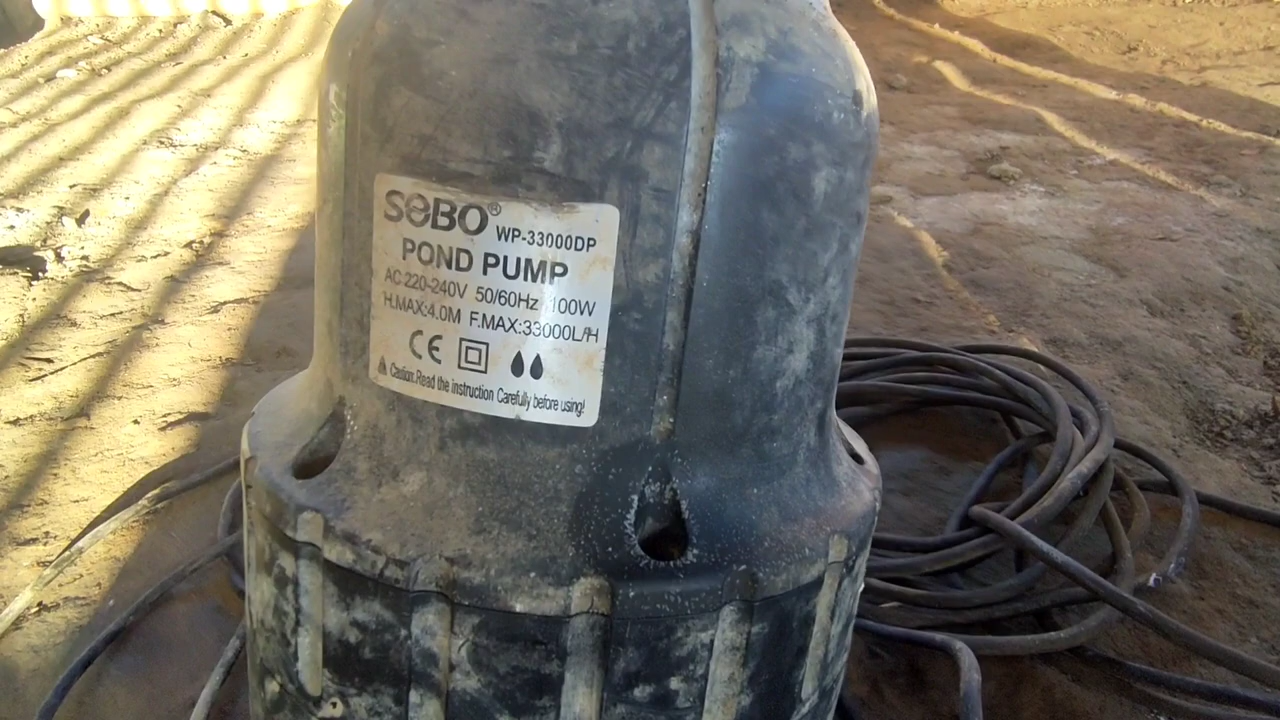 SOBO®
WP-33000DP
POND PUMP
AC 220-240V 50/60Hz 100W
H.MAX:4.0M F.MAX:33000L/H
CE
Caution:Read the instruction Carefully before using!